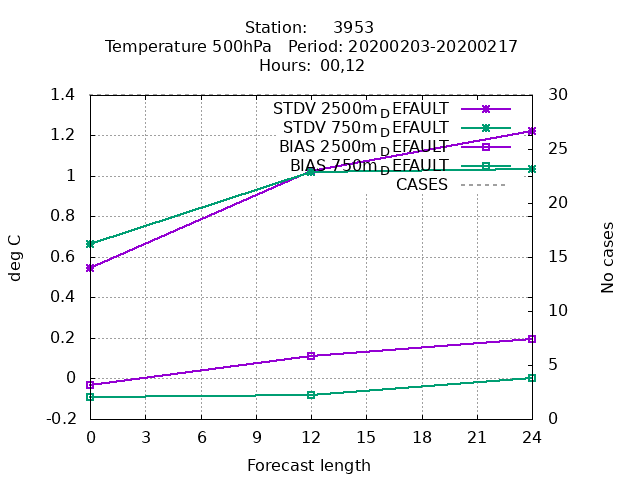 Station: 3953
Temperature 500hPa Period: 20200203-20200217
Hours: 00,12
STDV 2500m_DEFAULT
STDV 750m_DEFAULT
BIAS 2500m_DEFAULT
BIAS 750m_DEFAULT
CASES
deg C
1.4
1.2
1
0.8
0.6
0.4
0.2
0
-0.2
30
25
20
15
10
5
0
No cases
0 3 6 9 12 15 18 21 24
Forecast length